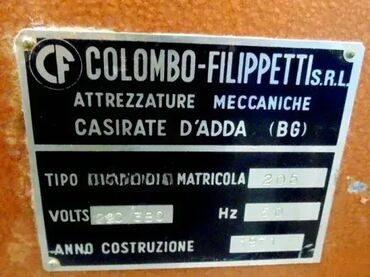 CF COLOMBO-FILIPPETTI S.R.L.
ATTREZZATURE MECCANICHE
CASIRATE D'ADDA (BG)
TIPO MATRICOLA 205
VOLTS 220 380 Hz 50
ANNO COSTRUZIONE